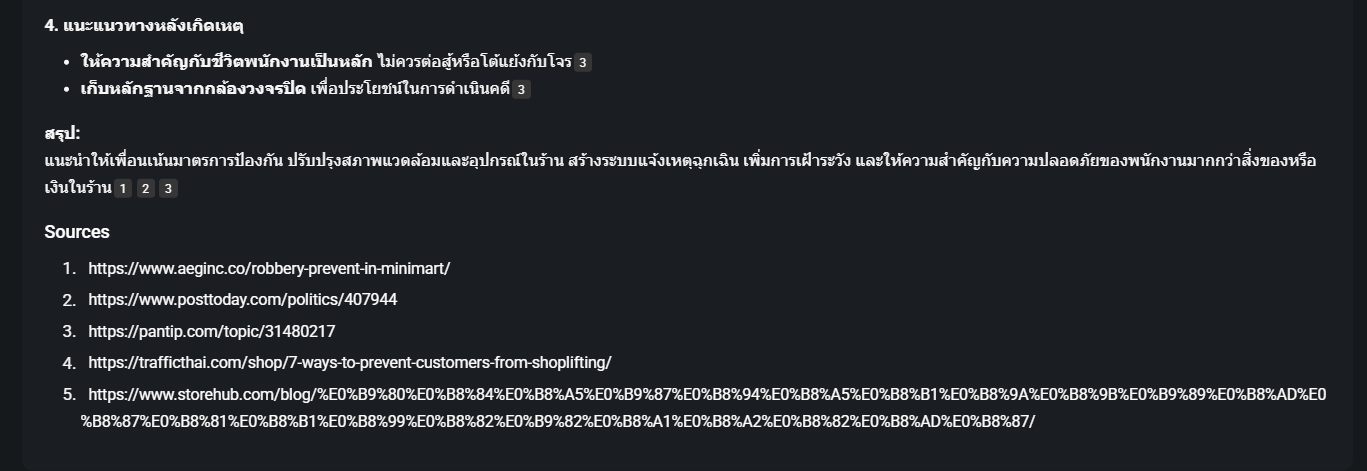 4. แนะแนวทางหลังเกิดเหตุ
• ให้ความสำคัญกับชีวิตพนักงานเป็นหลัก ไม่ควรต่อสู้หรือโต้แย้งกับโจร 3
• เก็บหลักฐานจากกล้องวงจรปิด เพื่อประโยชน์ในการดำเนินคดี 3
สรุป:
แนะนำให้เพื่อนเน้นมาตรการป้องกัน ปรับปรุงสภาพแวดล้อมและอุปกรณ์ในร้าน สร้างระบบแจ้งเหตุฉุกเฉิน เพิ่มการเฝ้าระวัง และให้ความสำคัญกับความปลอดภัยของพนักงานมากกว่าสิ่งของหรือ
เงินในร้าน 1 2 3
Sources
1. https://www.aeginc.co/robbery-prevent-in-minimart/
2. https://www.posttoday.com/politics/407944
3. https://pantip.com/topic/31480217
4. https://trafficthai.com/shop/7-ways-to-prevent-customers-from-shoplifting/
5. https://www.storehub.com/blog/%E0%B9%80%E0%B8%84%E0%B8%A5%E0%B9%87%E0%B8%94%E0%B8%A5%E0%B8%B1%E0%B8%9A%E0%B8%9B%E0%B9%89%E0%B8%AD%E0
%B8%87%E0%B8%81%E0%B8%B1%E0%B8%99%E0%B8%82%E0%B9%82%E0%B8%A1%E0%B8%A2%E0%B8%82%E0%B8%AD%E0%B8%87/